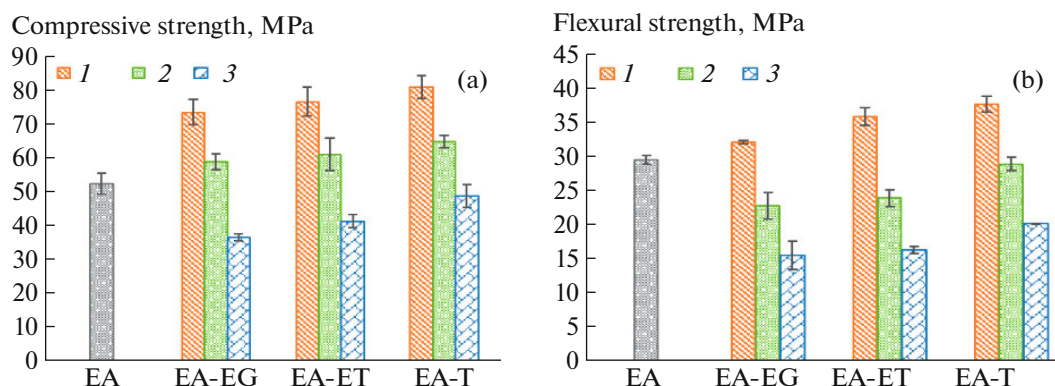 Compressive strength, MPa
90
80
70
60
50
40
30
20
10
0
1 2 3
(a)
EA EA-EG EA-ET EA-T
Flexural strength, MPa
45
40
35
30
25
20
15
10
5
0
1 2 3
(b)
EA EA-EG EA-ET EA-T